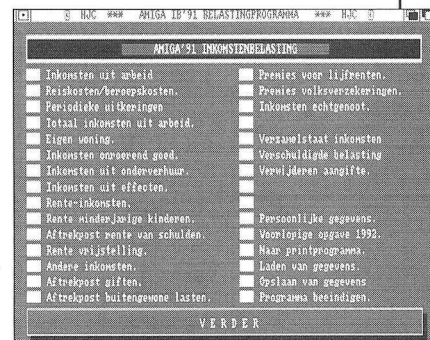 HJC *** AMIGA IB'91 BELASTINGPROGRAMMA *** HJC
AMIGA'91 INKOMSTENBELASTING
Inkomsten uit arbeid
Reiskosten/beroepskosten.
Periodieke uitkeringen
Totaal inkomsten uit arbeid.
Eigen woning.
Inkomsten onroerend goed.
Inkomsten uit onderverhuur.
Inkomsten uit effecten.
Rente-inkomsten.
Rente minderjarige kinderen.
Aftrekpost rente van schulden.
Rente vrijstelling.
Andere inkomsten.
Aftrekpost giften.
Aftrekpost buitengewone lasten.
Premies voor lijfrenten.
Premies volksverzekeringen.
Inkomsten echtgenoot.
Verzamelstaat inkomsten
Verschuldigde belasting
Verwijderen aangifte.
Persoonlijke gegevens.
Voorlopige opgave 1992.
Naar printprogramma.
Laden van gegevens.
Opslaan van gegevens
Programma beeindigen.
VERDER